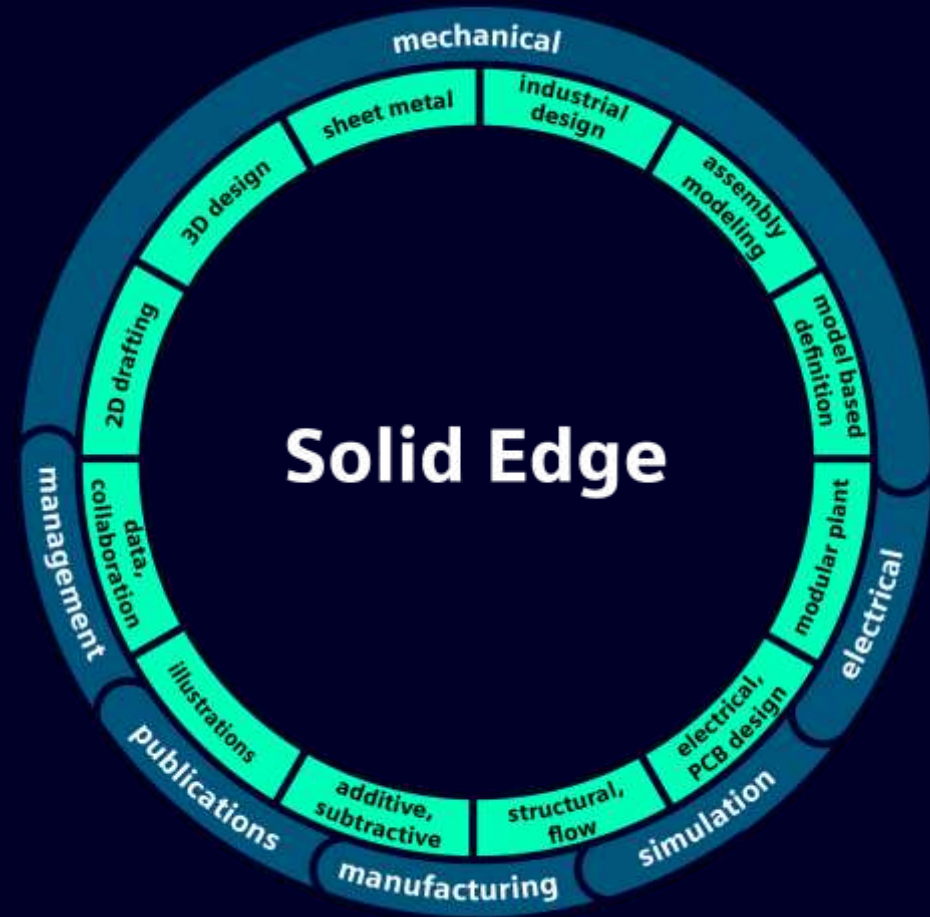 mechanical
sheet metal
industrial
design
3D design
assembly
modeling
2D drafting
model based
definition
Solid Edge
management
data,
collaboration
modular plant
electrical
illustrations
electrical,
PCB design
publications
additive,
subtractive
structural,
flow
simulation
manufacturing